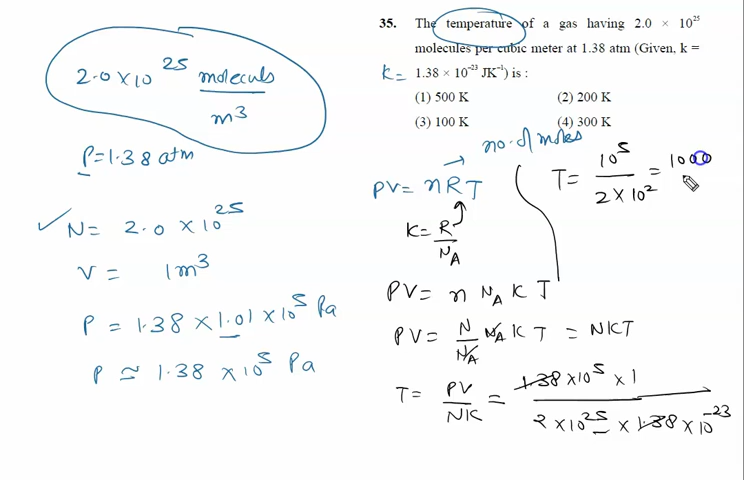 2.0 × 10^25 molecules / m^3
P = 1.38 atm
✓ N = 2.0 × 10^25
V = 1 m^3
P = 1.38 × 1.01 × 10^5 Pa
P ≃ 1.38 × 10^5 Pa
35. The temperature of a gas having 2.0 × 10^25
molecules per cubic meter at 1.38 atm (Given, k =
K = 1.38 × 10^–23 JK^–1) is :
(1) 500 K (2) 200 K
(3) 100 K (4) 300 K
no. of moles
PV = nRT
K = R / N_A
PV = n N_A K T
PV = N / N_A N_A K T = NKT
T = PV / NK = 1.38 × 10^5 × 1 / 2 × 10^25 × 1.38 × 10^-23
T = 10^5 / 2 × 10^2 = 1000